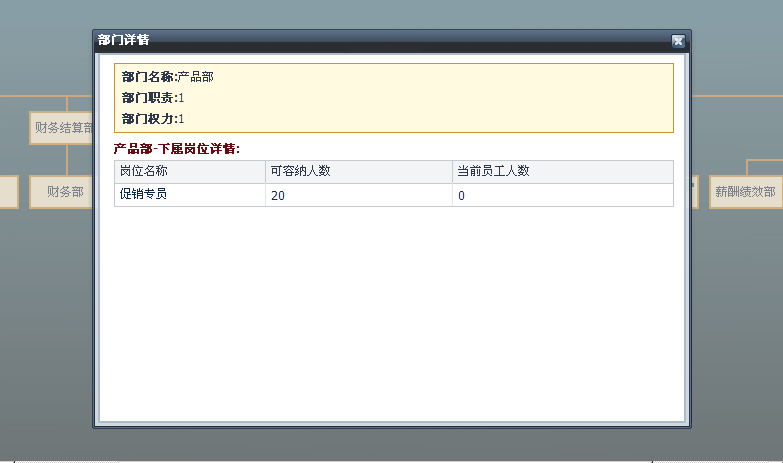 部门详情
部门名称:产品部
部门职责:1
部门权力:1
产品部-下属岗位详情:
岗位名称 可容纳人数 当前员工人数
促销专员 20 0
财务结算部
财务部
薪酬绩效部